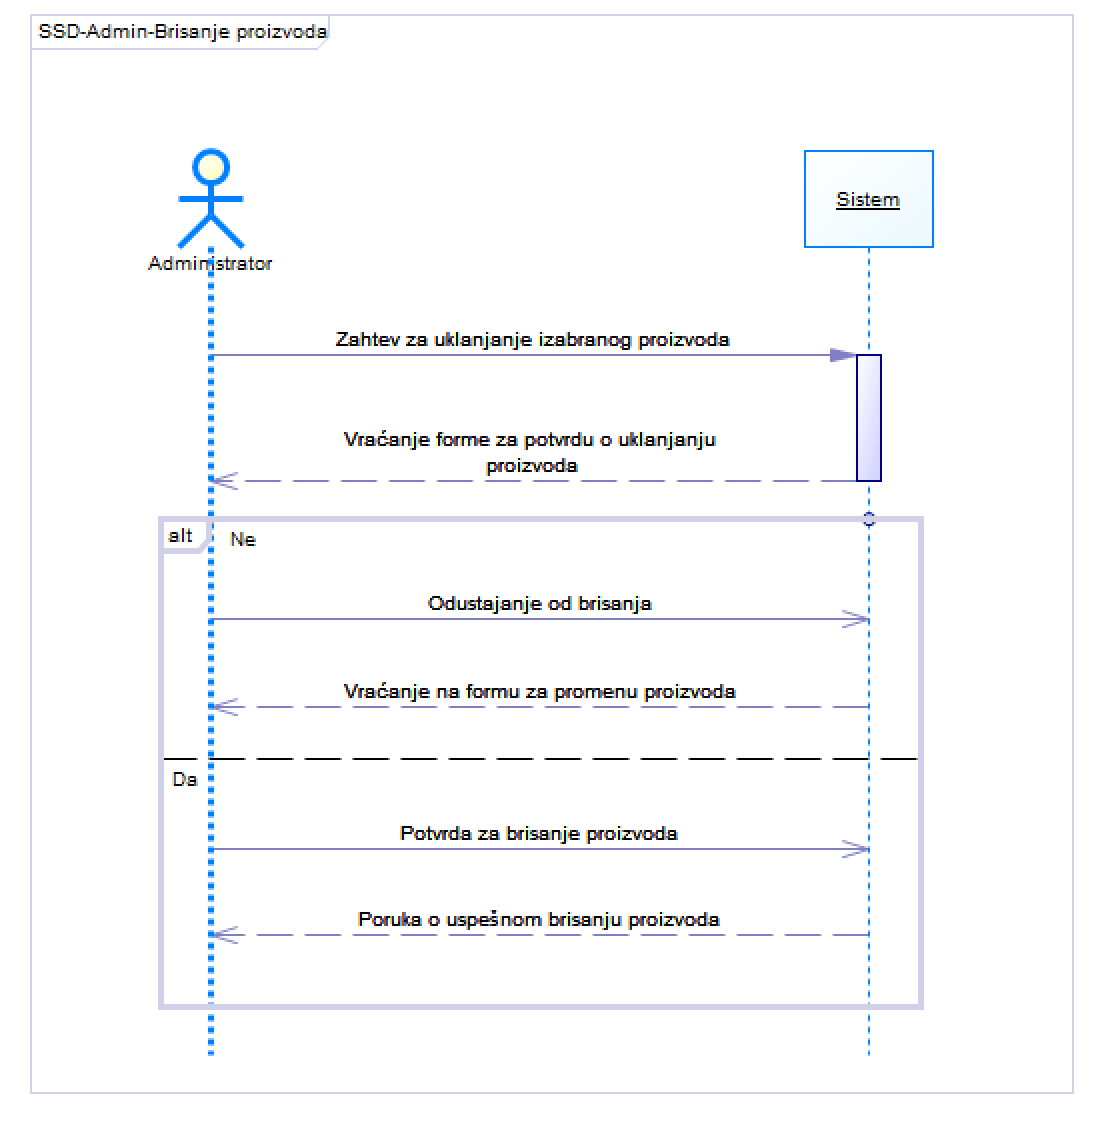 SSD-Admin-Brisanje proizvoda
Sistem
Administrator
Zahtev za uklanjanje izabranog proizvoda
Vraćanje forme za potvrdu o uklanjanju
proizvoda
alt
Ne
Odustajanje od brisanja
Vraćanje na formu za promenu proizvoda
Da
Potvrda za brisanje proizvoda
Poruka o uspešnom brisanju proizvoda